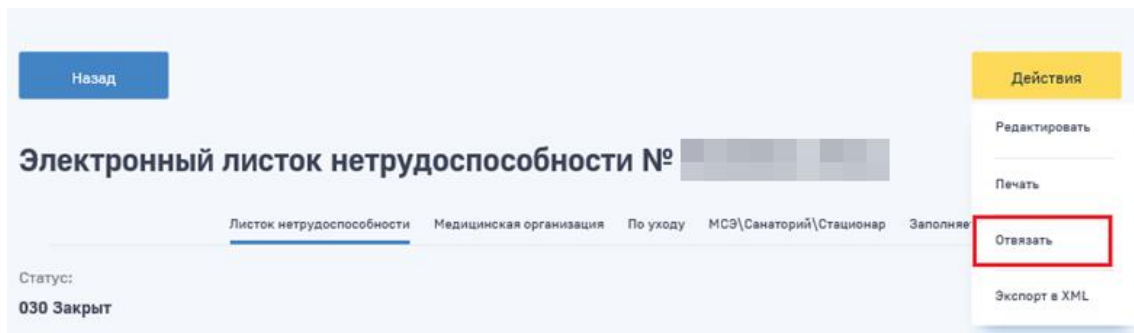 Назад
Действия
Редактировать
Электронный листок нетрудоспособности №
Печать
Листок нетрудоспособности Медицинская организация По уходу МСЭ\Санаторий\Стационар Заполняе
Отвязать
Статус:
030 Закрыт
Экспорт в XML